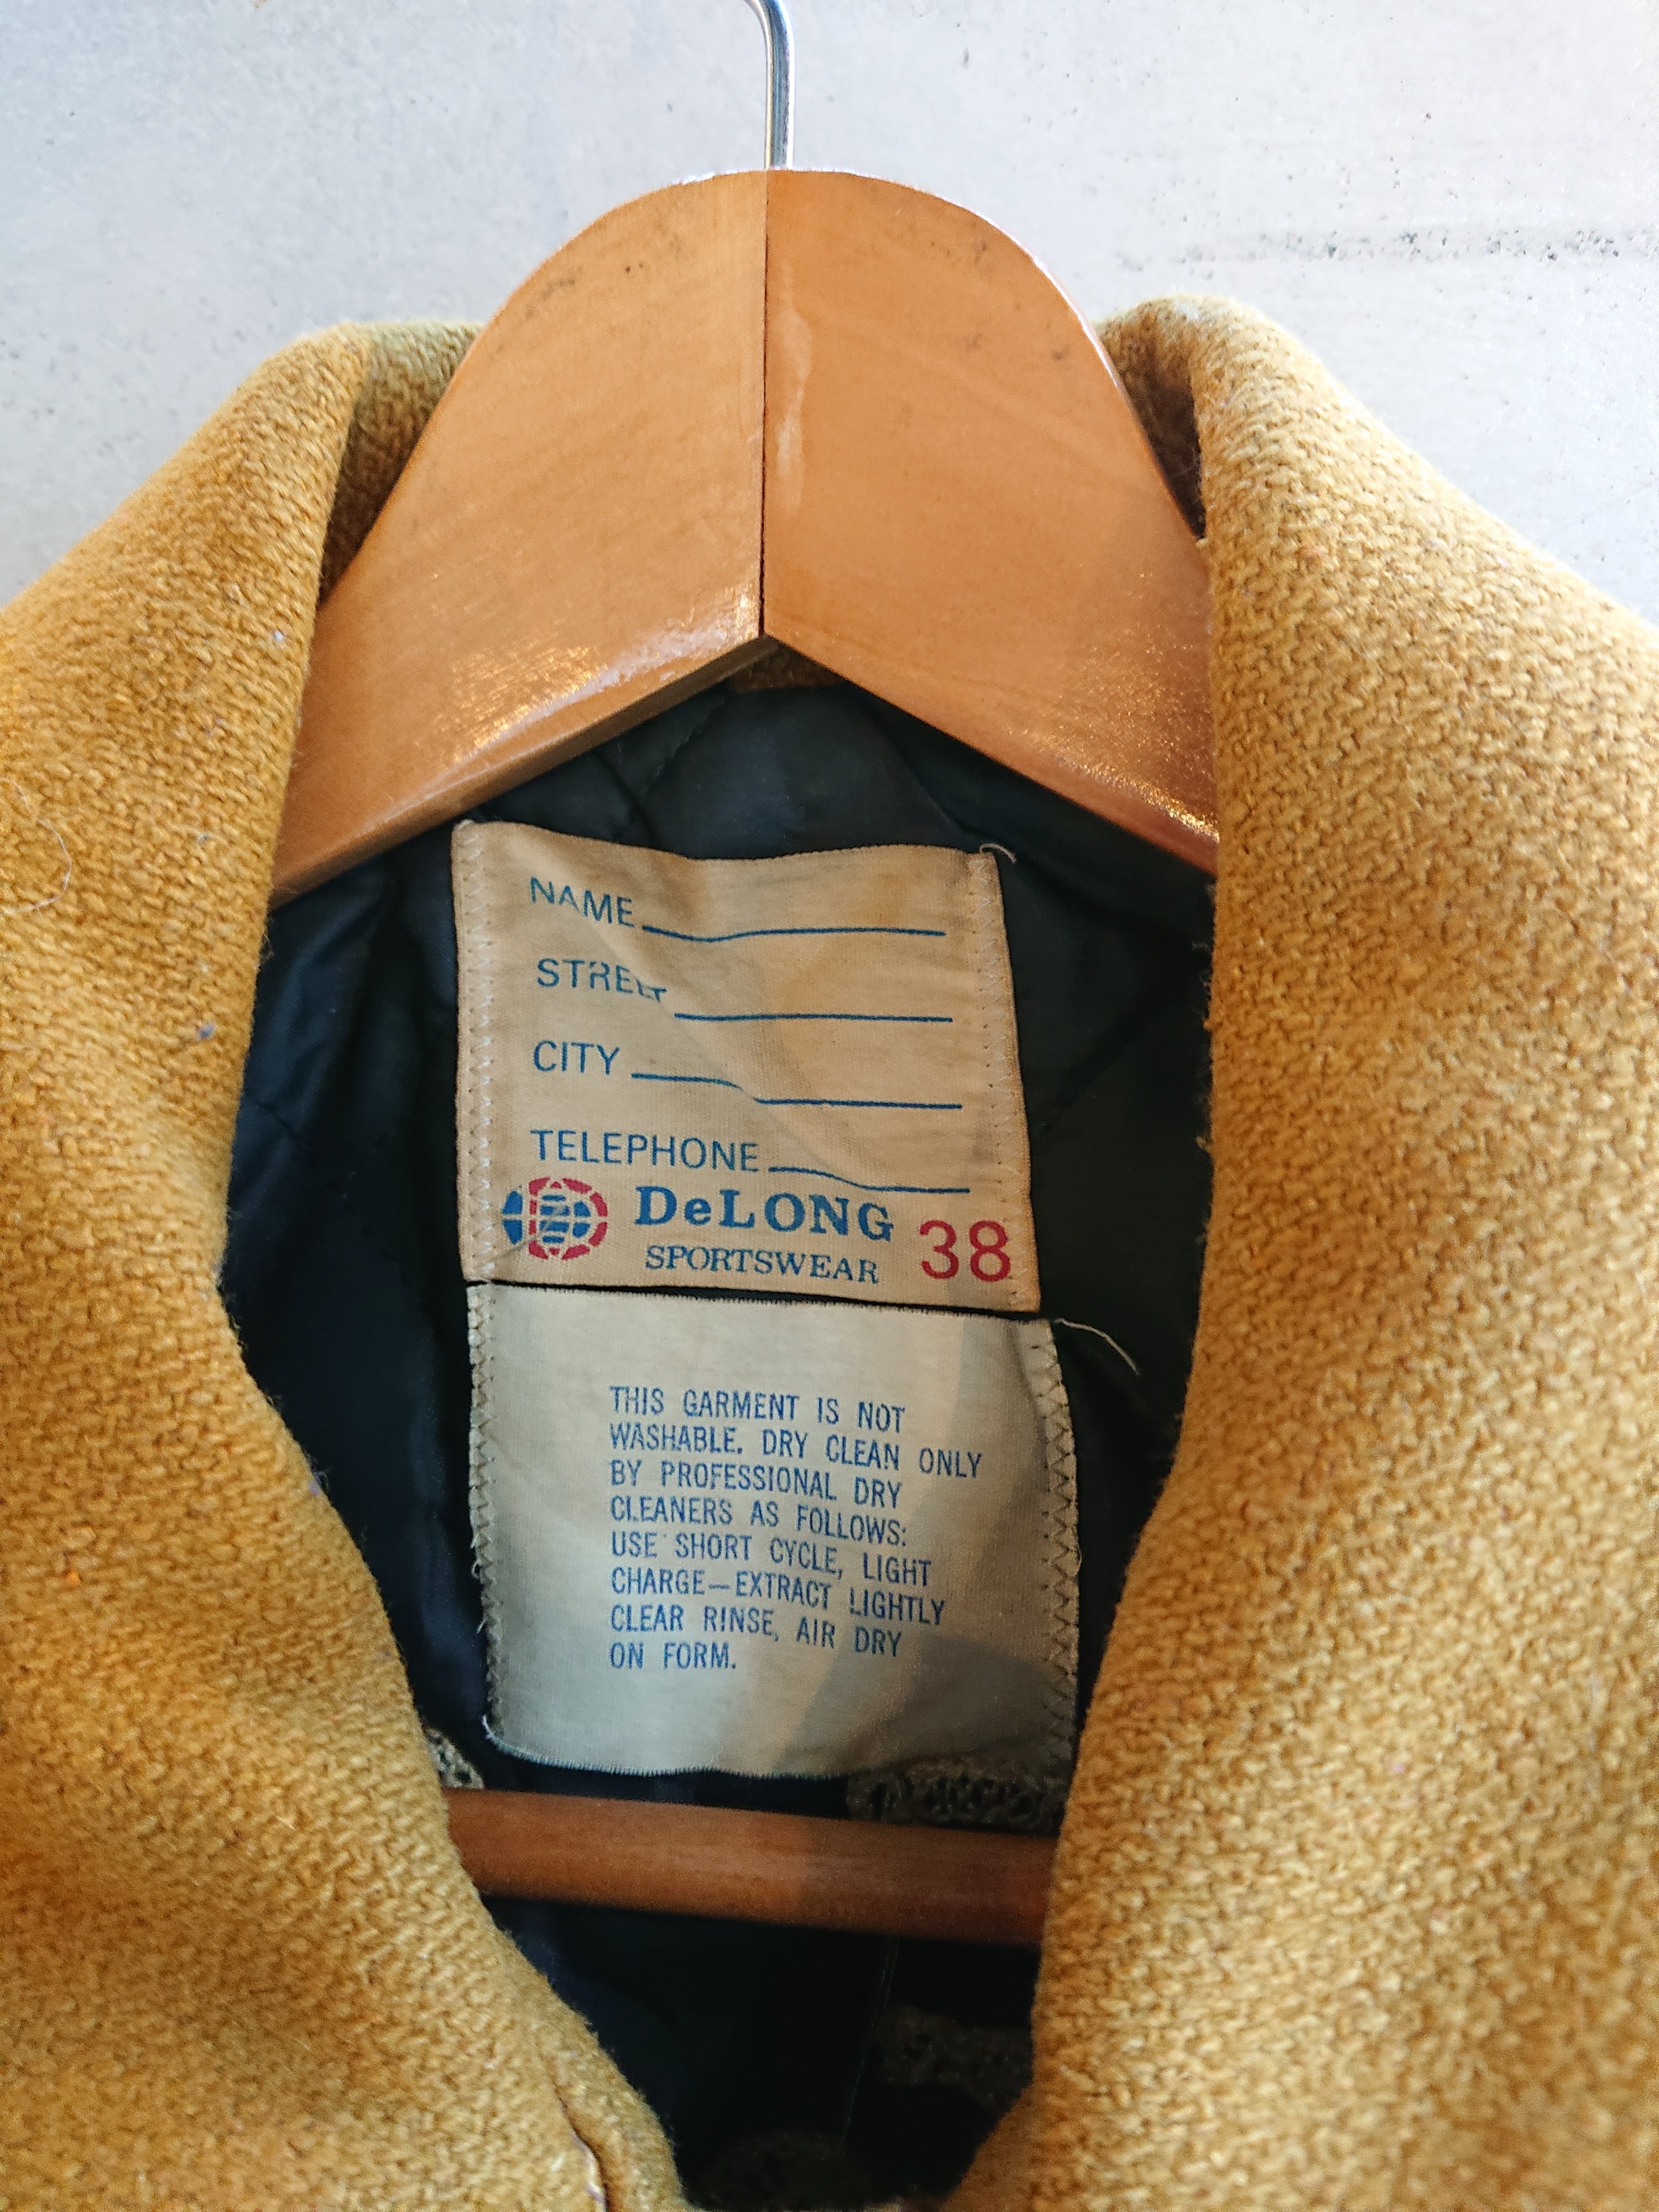 NAME
STREET
CITY
TELEPHONE
DeLONG 38
SPORTSWEAR
THIS GARMENT IS NOT
WASHABLE. DRY CLEAN ONLY
BY PROFESSIONAL DRY
CLEANERS AS FOLLOWS:
USE SHORT CYCLE, LIGHT
CHARGE—EXTRACT LIGHTLY
CLEAR RINSE, AIR DRY
ON FORM.